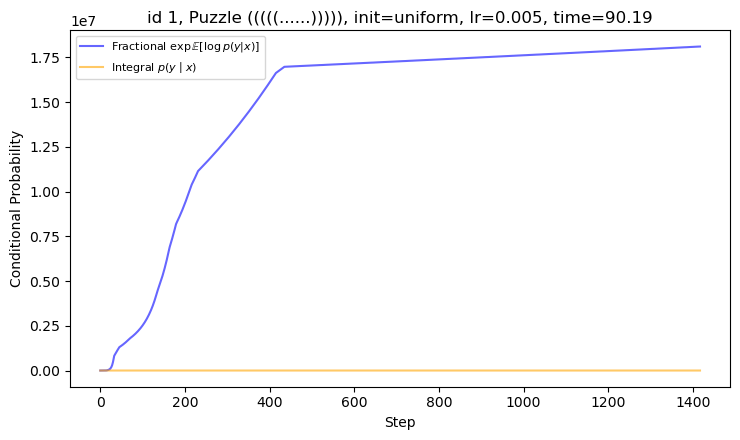 id 1, Puzzle (((((......))))), init=uniform, lr=0.005, time=90.19
1e7
Fractional exp𝔼[log p(y|x)]
Integral p(y | x)
Conditional Probability
1.75
1.50
1.25
1.00
0.75
0.50
0.25
0.00
0 200 400 600 800 1000 1200 1400
Step